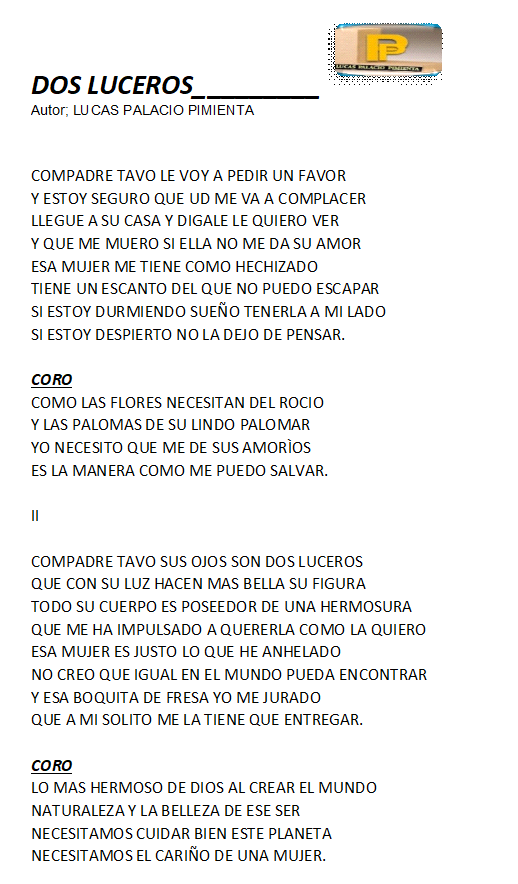 DOS LUCEROS_________
LUCAS PALACIO PIMIENTA
Autor; LUCAS PALACIO PIMIENTA
COMPADRE TAVO LE VOY A PEDIR UN FAVOR
Y ESTOY SEGURO QUE UD ME VA A COMPLACER
LLEGUE A SU CASA Y DIGALE LE QUIERO VER
Y QUE ME MUERO SI ELLA NO ME DA SU AMOR
ESA MUJER ME TIENE COMO HECHIZADO
TIENE UN ESCANTO DEL QUE NO PUEDO ESCAPAR
SI ESTOY DURMIENDO SUEÑO TENERLA A MI LADO
SI ESTOY DESPIERTO NO LA DEJO DE PENSAR.
CORO
COMO LAS FLORES NECESITAN DEL ROCIO
Y LAS PALOMAS DE SU LINDO PALOMAR
YO NECESITO QUE ME DE SUS AMORÌOS
ES LA MANERA COMO ME PUEDO SALVAR.
II
COMPADRE TAVO SUS OJOS SON DOS LUCEROS
QUE CON SU LUZ HACEN MAS BELLA SU FIGURA
TODO SU CUERPO ES POSEEDOR DE UNA HERMOSURA
QUE ME HA IMPULSADO A QUERERLA COMO LA QUIERO
ESA MUJER ES JUSTO LO QUE HE ANHELADO
NO CREO QUE IGUAL EN EL MUNDO PUEDA ENCONTRAR
Y ESA BOQUITA DE FRESA YO ME JURADO
QUE A MI SOLITO ME LA TIENE QUE ENTREGAR.
CORO
LO MAS HERMOSO DE DIOS AL CREAR EL MUNDO
NATURALEZA Y LA BELLEZA DE ESE SER
NECESITAMOS CUIDAR BIEN ESTE PLANETA
NECESITAMOS EL CARIÑO DE UNA MUJER.